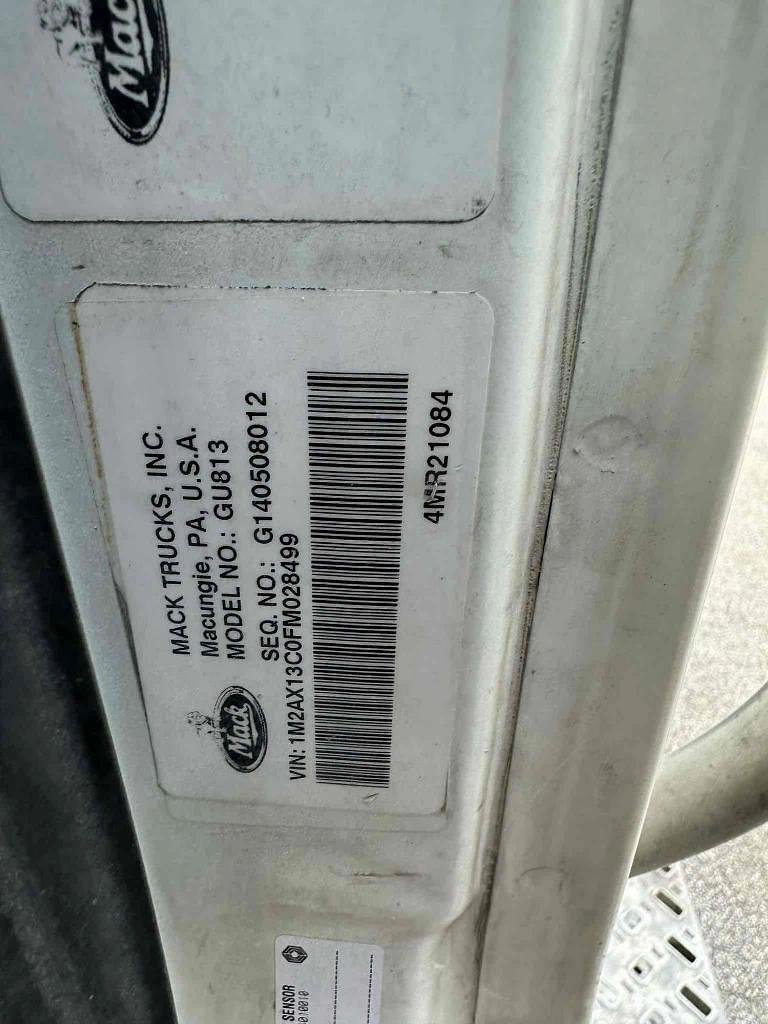 Mack
MACK TRUCKS, INC.
Macungie, PA, U.S.A.
MODEL NO.: GU813
SEQ. NO.: G140508012
VIN: 1M2AX13C0FM028499
4MR21084
Mack
SENSOR